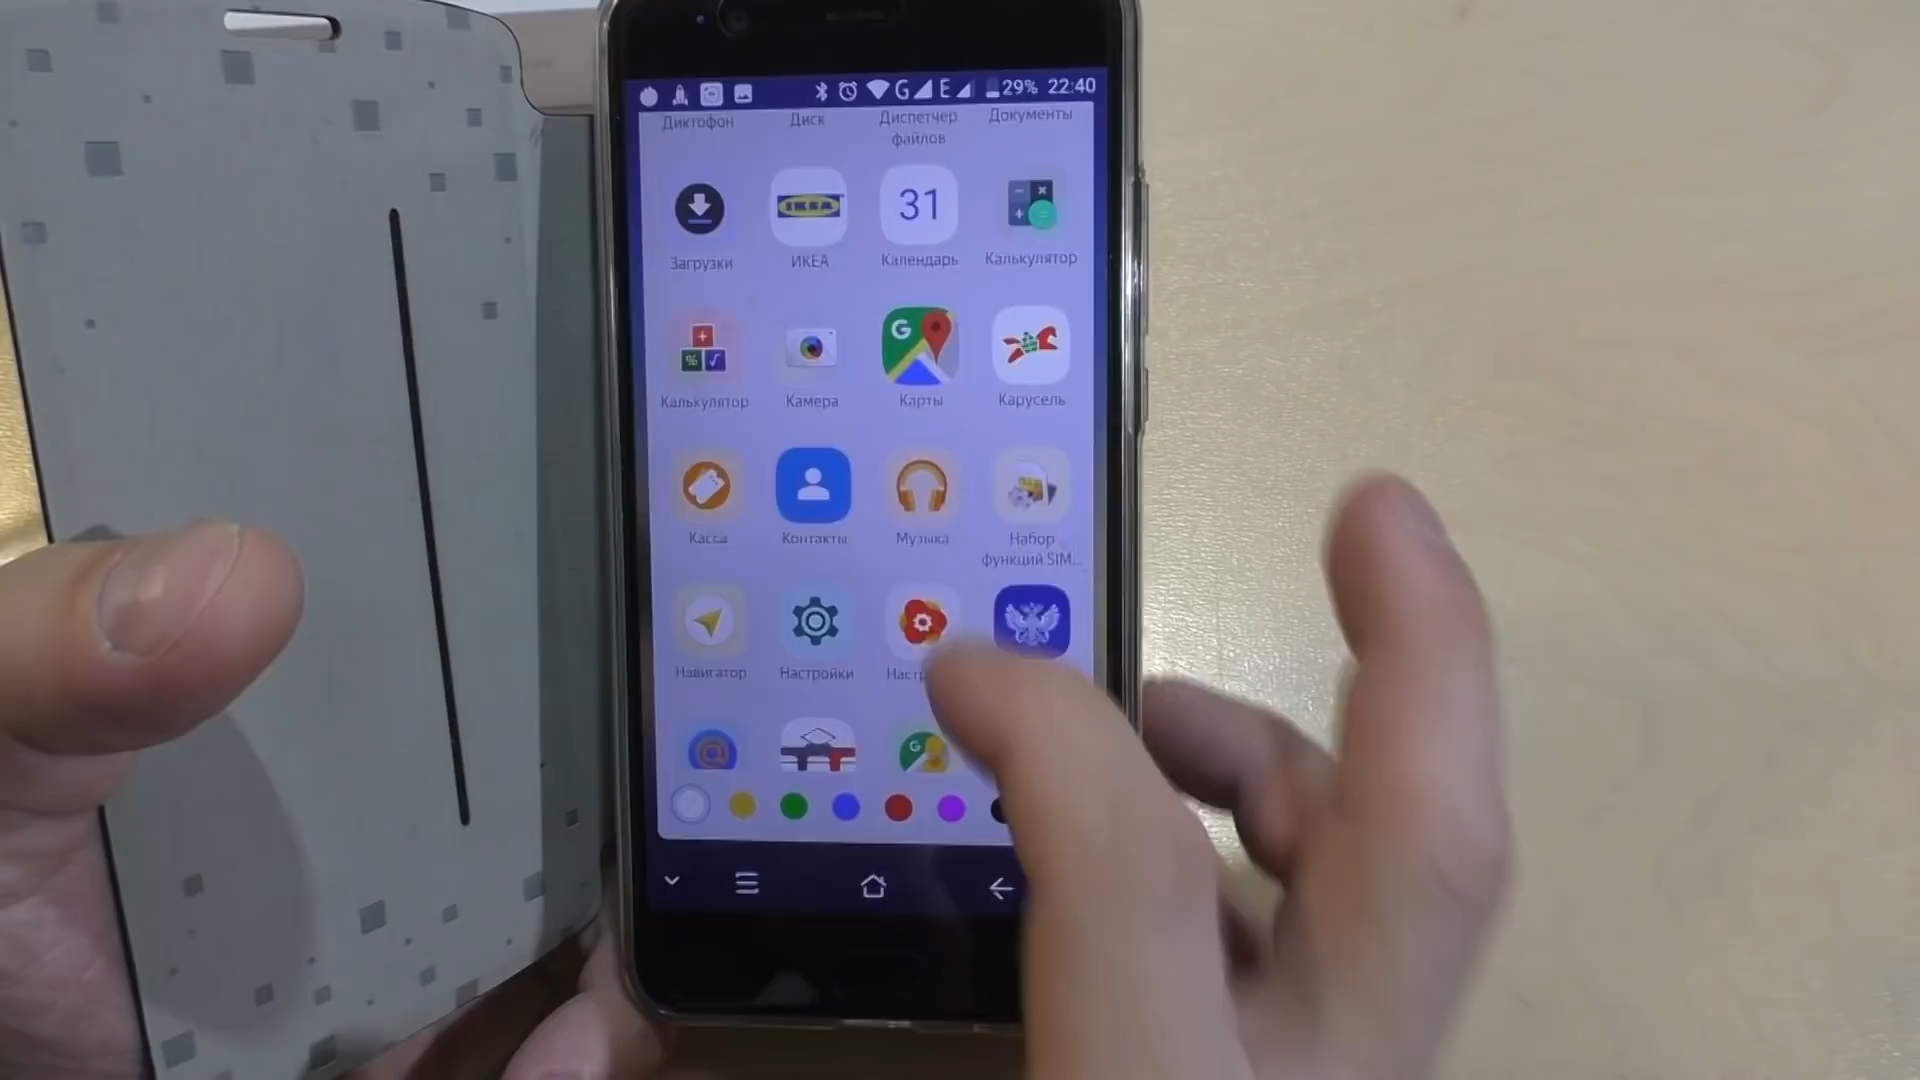 G E 29% 22:40
Диктофон Диск Диспетчер файлов Документы
IKEA 31
Загрузки ИКЕА Календарь Калькулятор
G
Калькулятор Камера Карты Карусель
Касса Контакты Музыка Набор функций SIM...
Навигатор Настройки
G